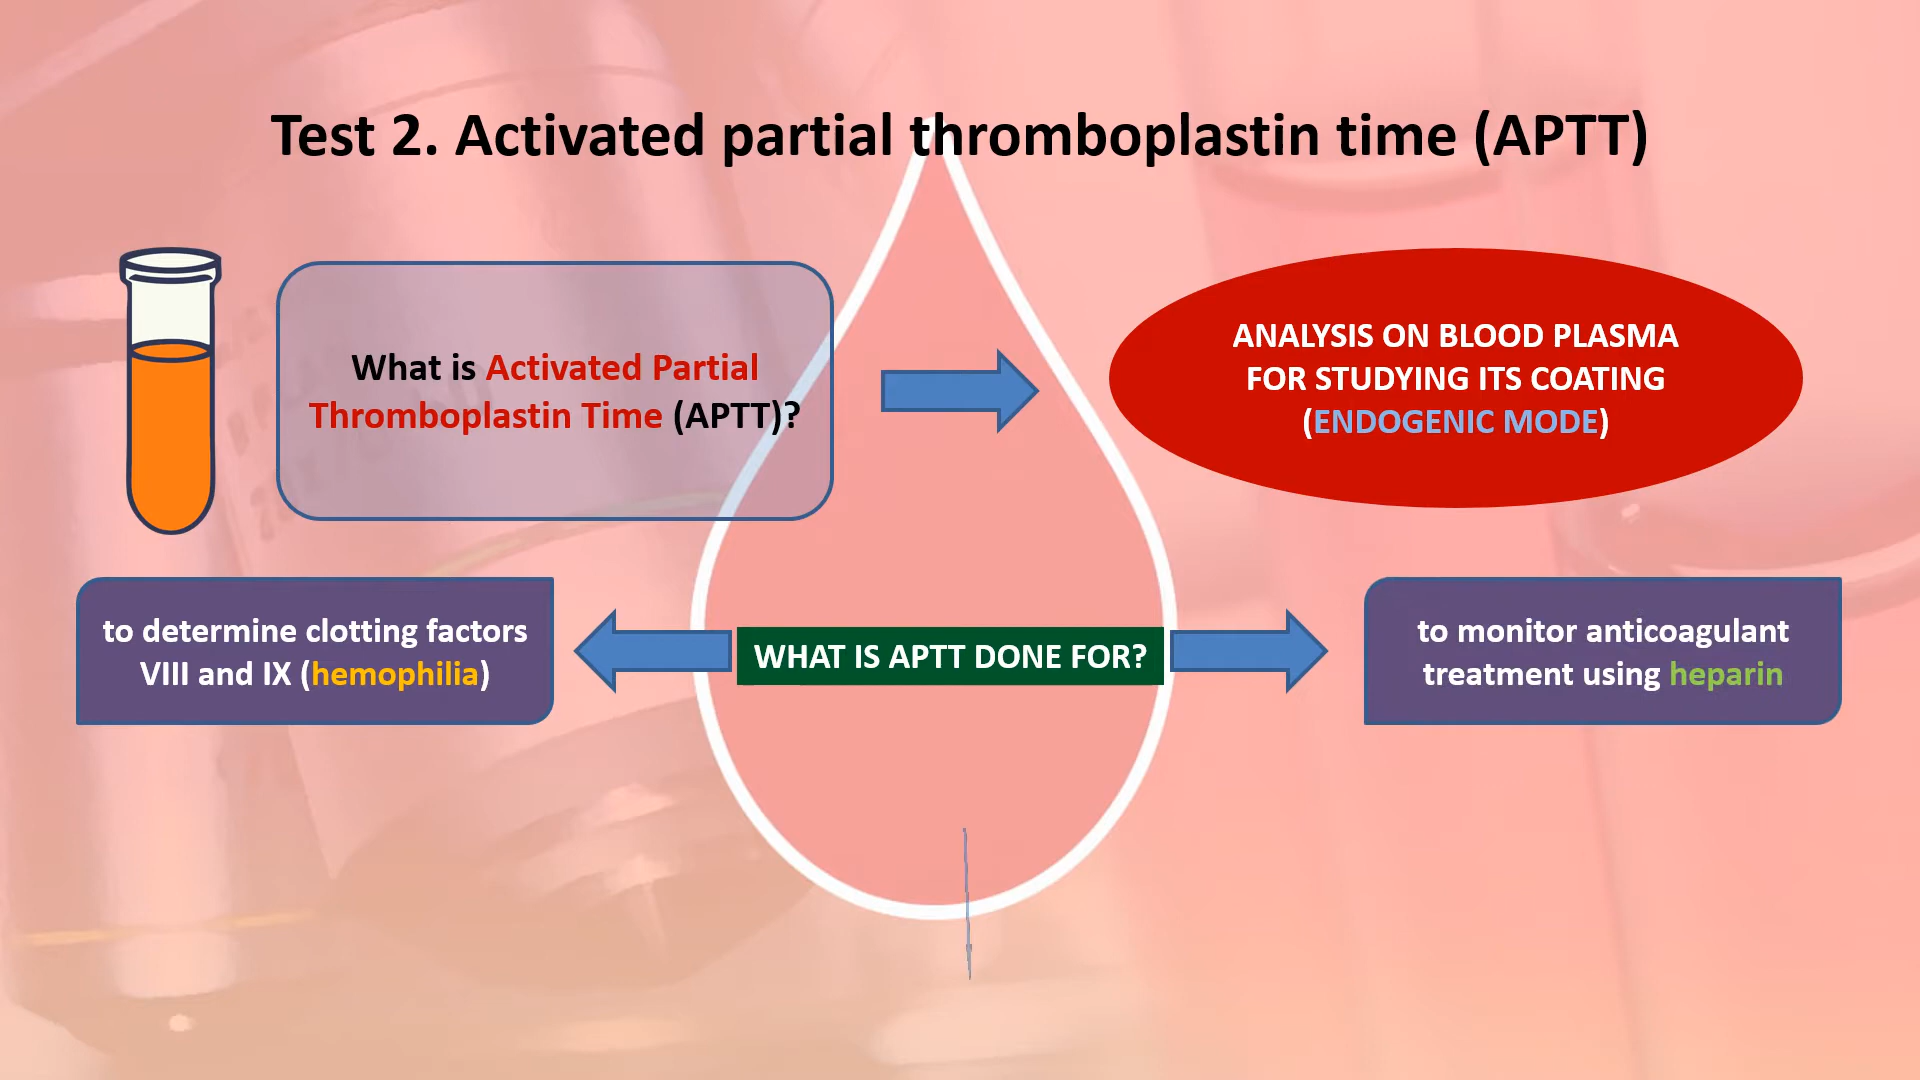 Test 2. Activated partial thromboplastin time (APTT)
What is Activated Partial
Thromboplastin Time (APTT)?
ANALYSIS ON BLOOD PLASMA
FOR STUDYING ITS COATING
(ENDOGENIC MODE)
to determine clotting factors
VIII and IX (hemophilia)
WHAT IS APTT DONE FOR?
to monitor anticoagulant
treatment using heparin